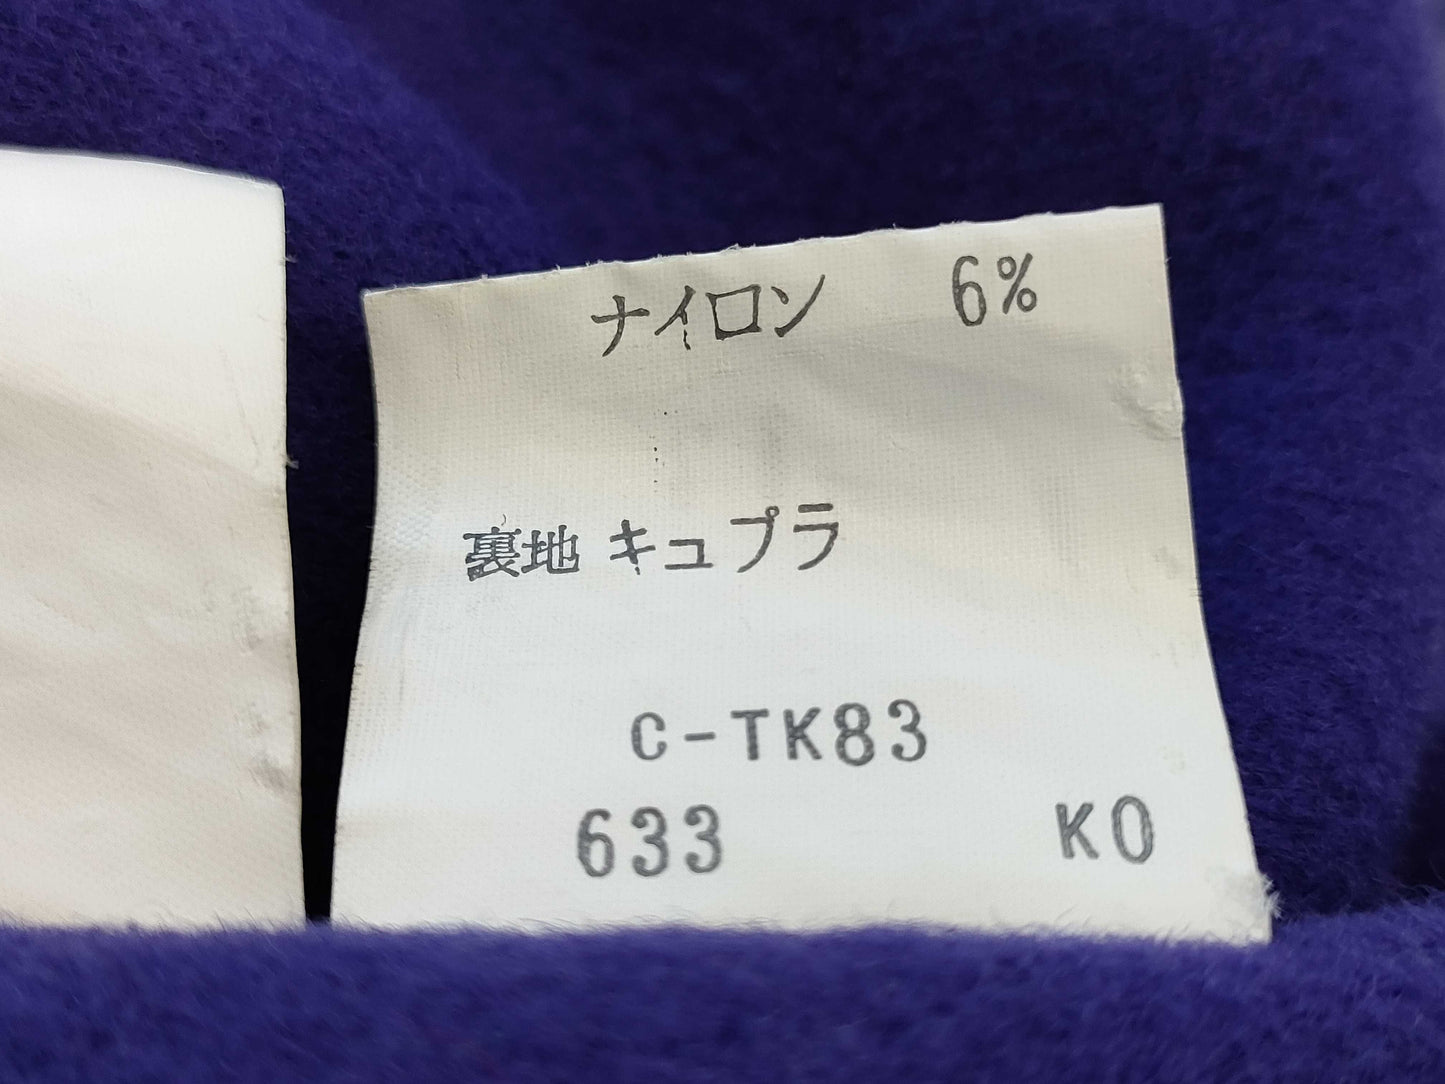 ナイロン 6%
裏地 キュプラ
C-TK83
633 KO